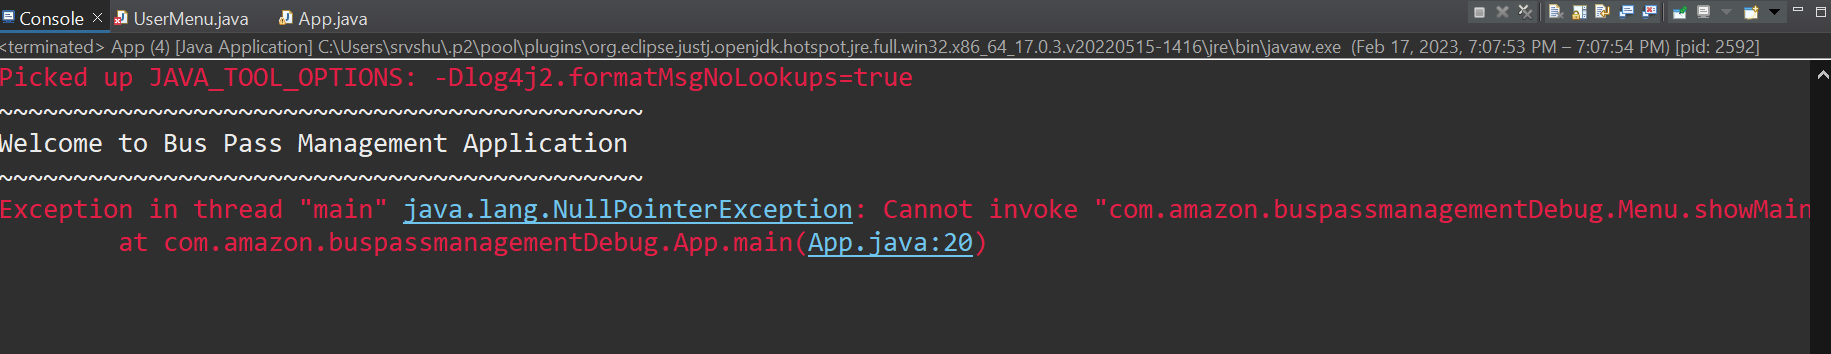 Console UserMenu.java App.java
<terminated> App (4) [Java Application] C:\Users\srvshu\.p2\pool\plugins\org.eclipse.justj.openjdk.hotspot.jre.full.win32.x86_64_17.0.3.v20220515-1416\jre\bin\javaw.exe (Feb 17, 2023, 7:07:53 PM – 7:07:54 PM) [pid: 2592]
Picked up JAVA_TOOL_OPTIONS: -Dlog4j2.formatMsgNoLookups=true
~~~~~~~~~~~~~~~~~~~~~~~~~~~~~~~~~~~~~~~~~~~
Welcome to Bus Pass Management Application
~~~~~~~~~~~~~~~~~~~~~~~~~~~~~~~~~~~~~~~~~~~
Exception in thread "main" java.lang.NullPointerException: Cannot invoke "com.amazon.buspassmanagementDebug.Menu.showMain
at com.amazon.buspassmanagementDebug.App.main(App.java:20)